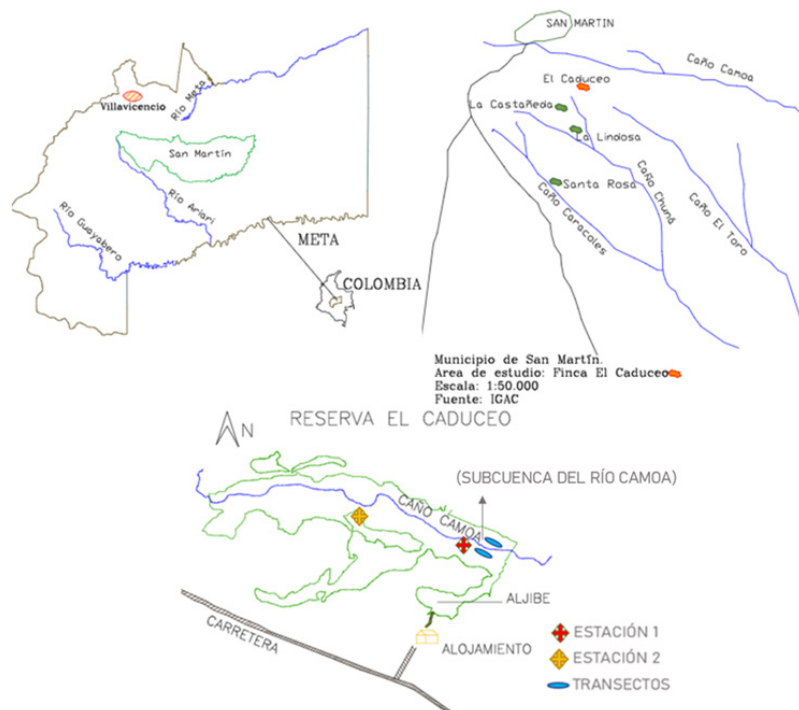 Villavicencio
Río Meta
San Martín
Río Ariari
Río Guayabero
META
COLOMBIA
SAN MARTIN
Caño Camoa
El Caduceo
La Castañeda
La Lindosa
Santa Rosa
Caño Chuná
Caño Caracoles
Caño El Toro
Municipio de San Martín.
Area de estudio: Finca El Caduceo
Escala: 1:50.000
Fuente: IGAC
RESERVA EL CADUCEO
N
(SUBCUENCA DEL RÍO CAMOA)
CAÑO CAMOA
ALJIBE
CARRETERA
ALOJAMIENTO
ESTACIÓN 1
ESTACIÓN 2
TRANSECTOS